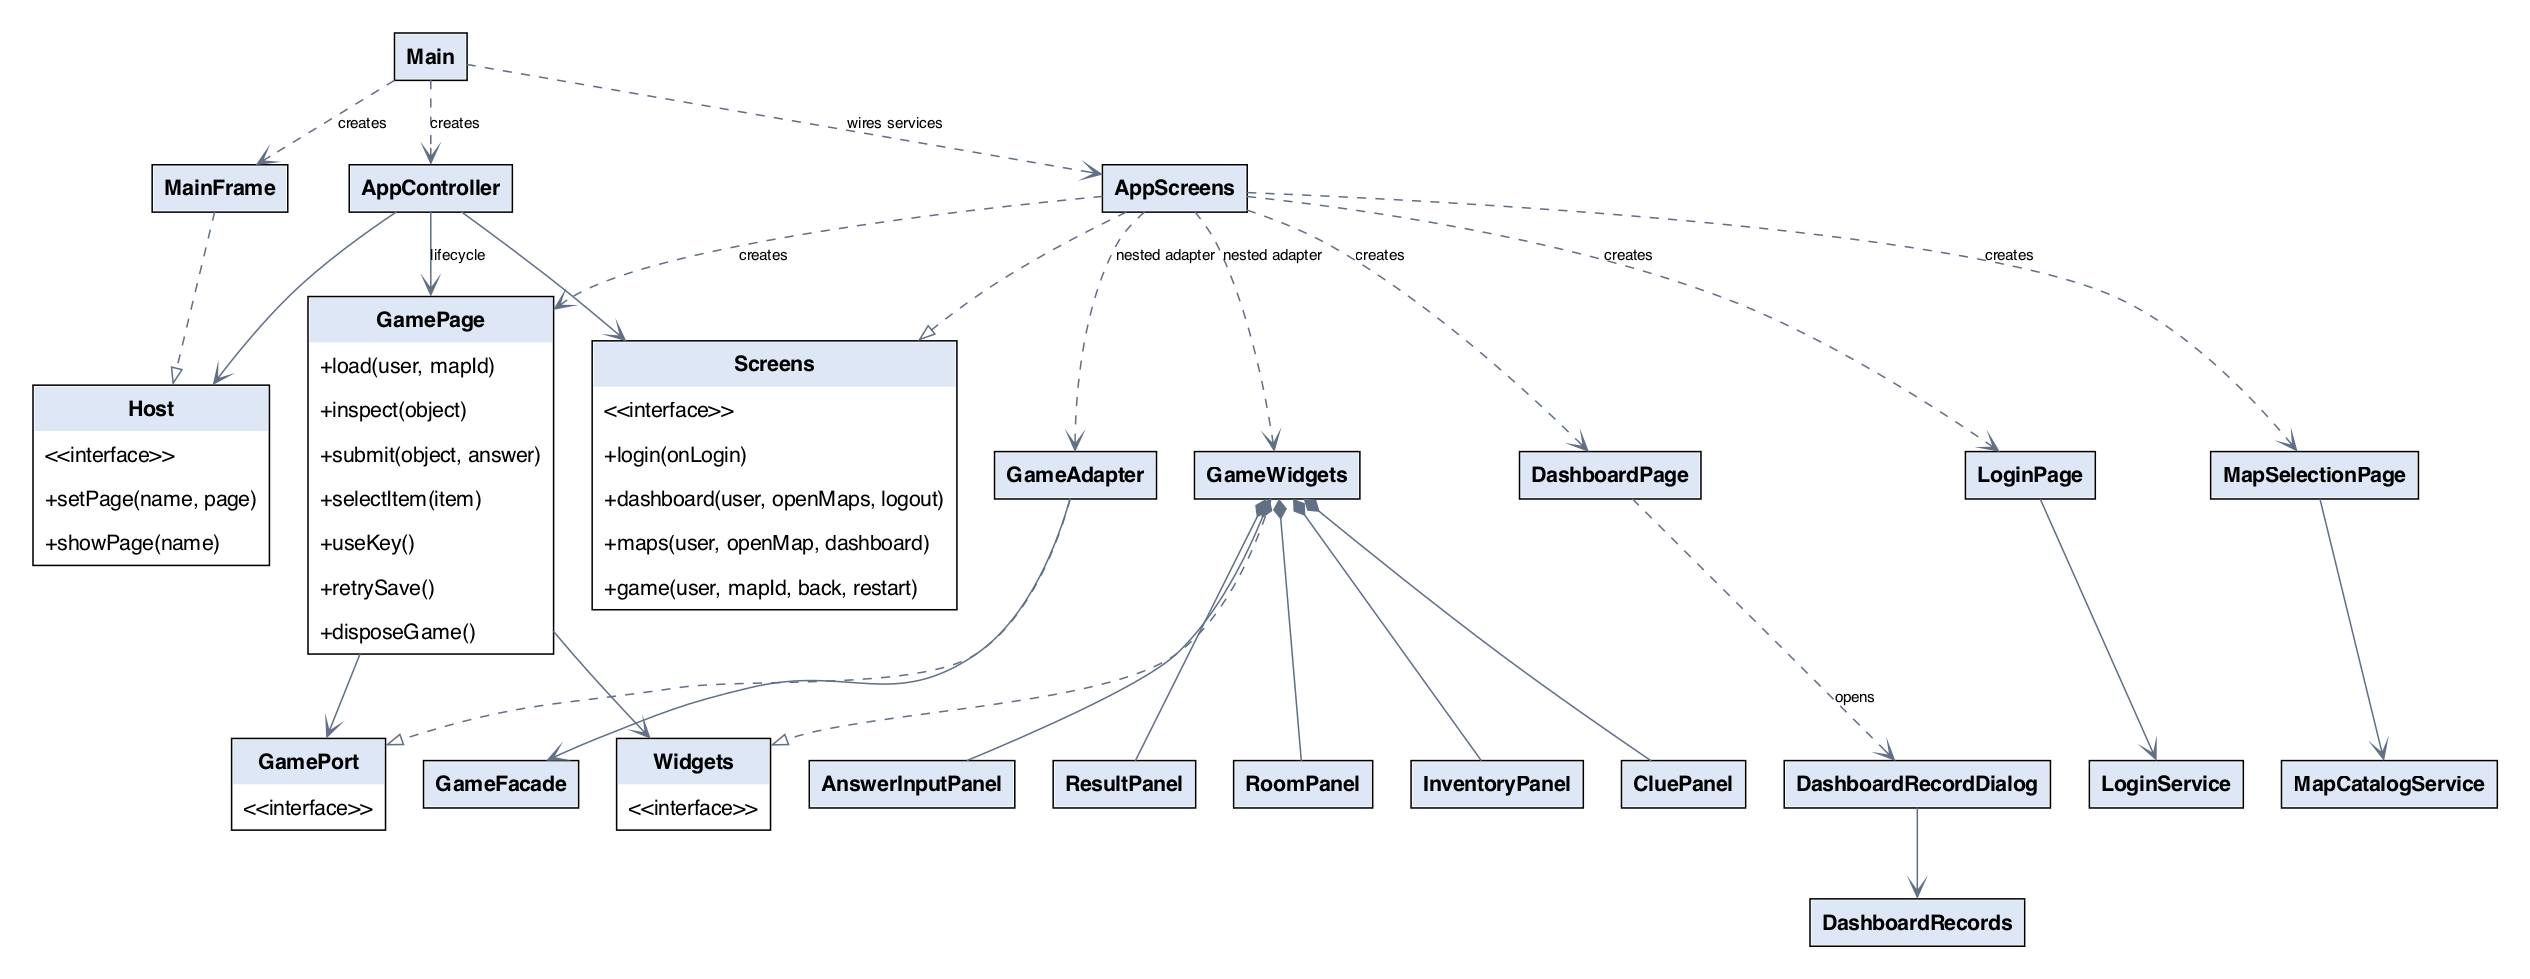 Main
creates
creates
wires services
MainFrame
AppController
AppScreens
lifecycle
creates
nested adapter
nested adapter
creates
creates
creates
GamePage
+load(user, mapId)
+inspect(object)
+submit(object, answer)
+selectItem(item)
+useKey()
+retrySave()
+disposeGame()
Screens
<<interface>>
+login(onLogin)
+dashboard(user, openMaps, logout)
+maps(user, openMap, dashboard)
+game(user, mapId, back, restart)
Host
<<interface>>
+setPage(name, page)
+showPage(name)
GameAdapter
GameWidgets
DashboardPage
LoginPage
MapSelectionPage
opens
GamePort
<<interface>>
GameFacade
Widgets
<<interface>>
AnswerInputPanel
ResultPanel
RoomPanel
InventoryPanel
CluePanel
DashboardRecordDialog
LoginService
MapCatalogService
DashboardRecords